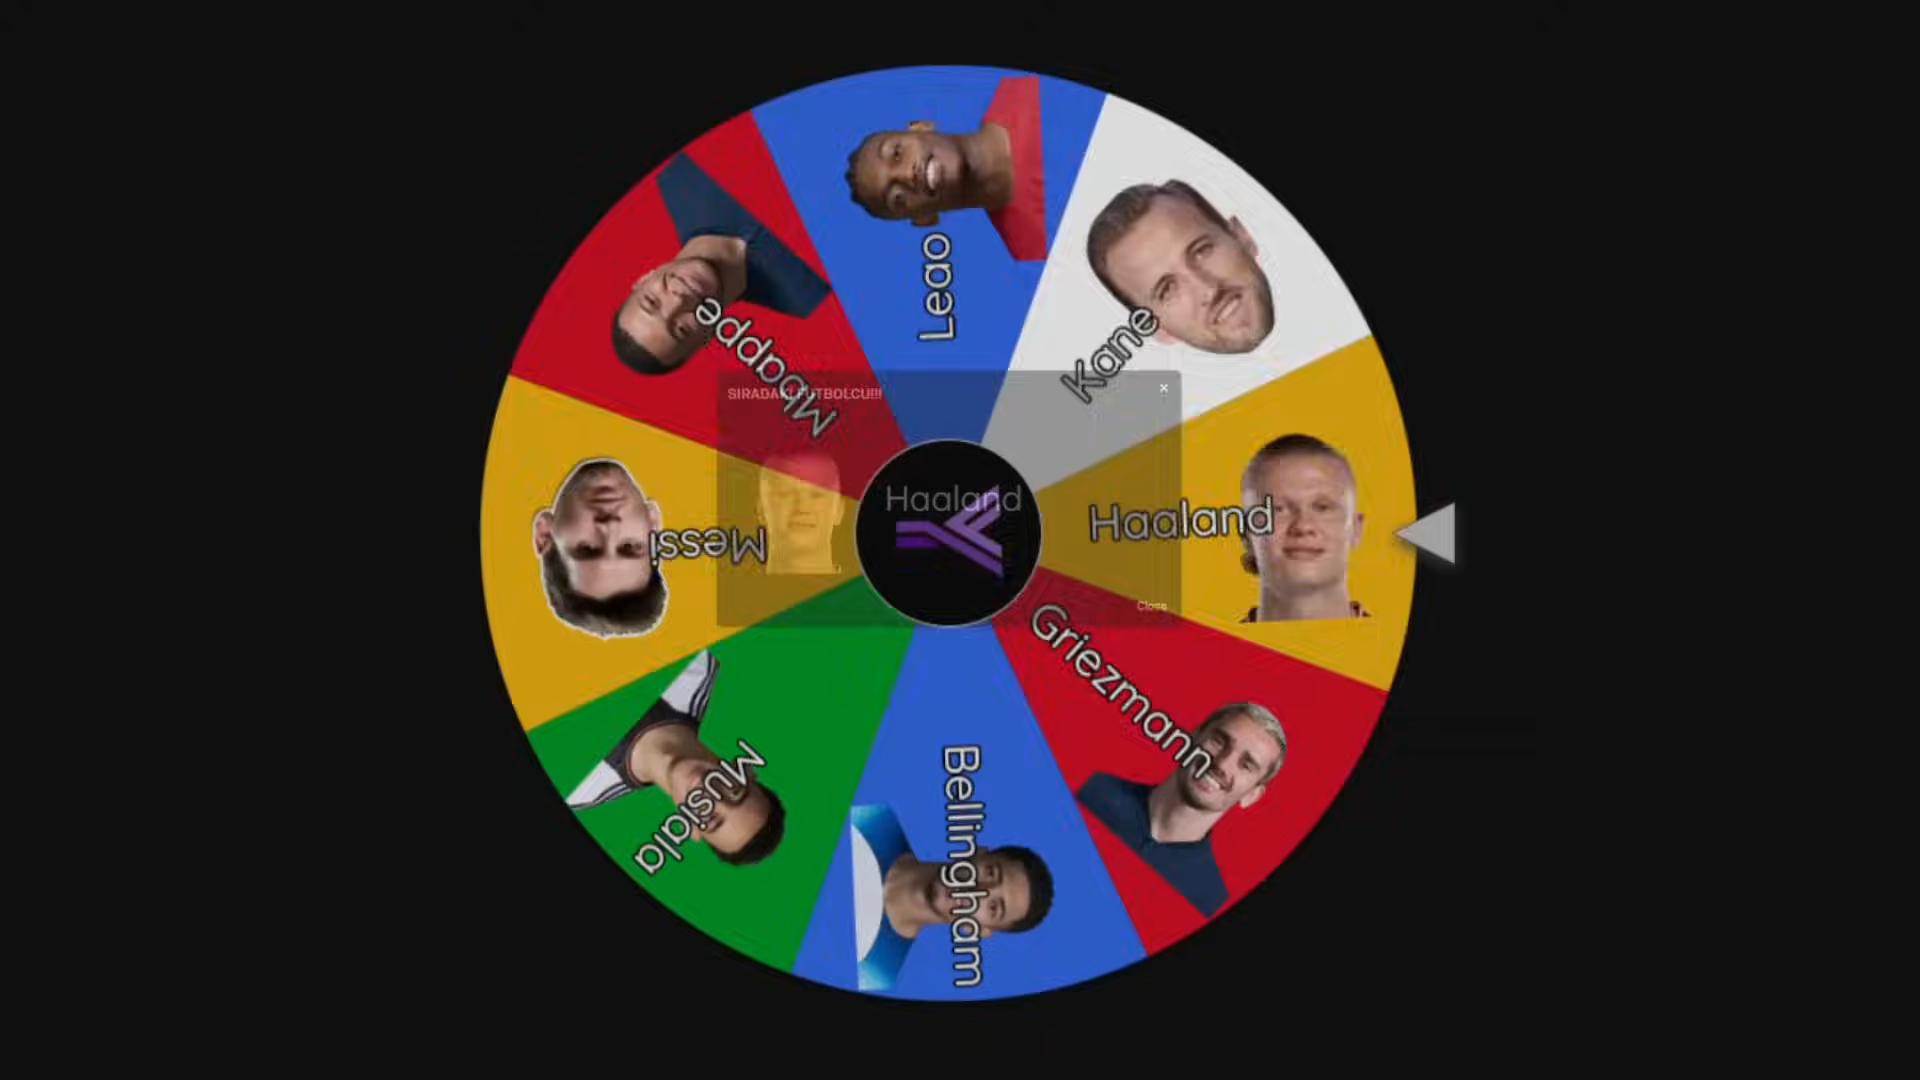 Leao
Kane
Mbappe
SIRADAKİ FUTBOLCU!!!
×
Haaland
Haaland
Messi
Close
Griezmann
Musiala
Bellingham